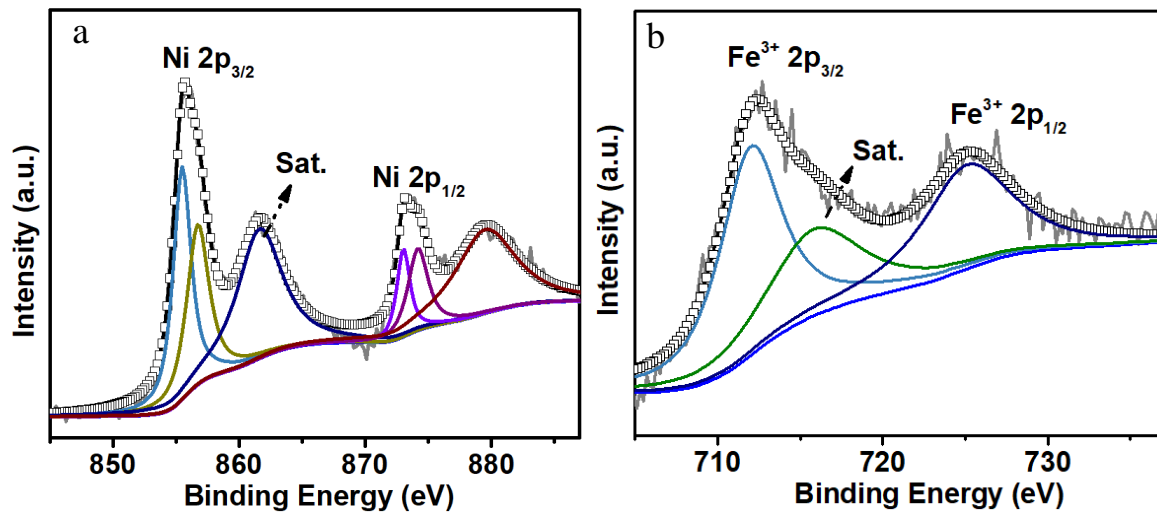 a
Ni 2p3/2
Sat.
Ni 2p1/2
Intensity (a.u.)
850 860 870 880
Binding Energy (eV)
b
Fe3+ 2p3/2
Fe3+ 2p1/2
Sat.
Intensity (a.u.)
710 720 730
Binding Energy (eV)